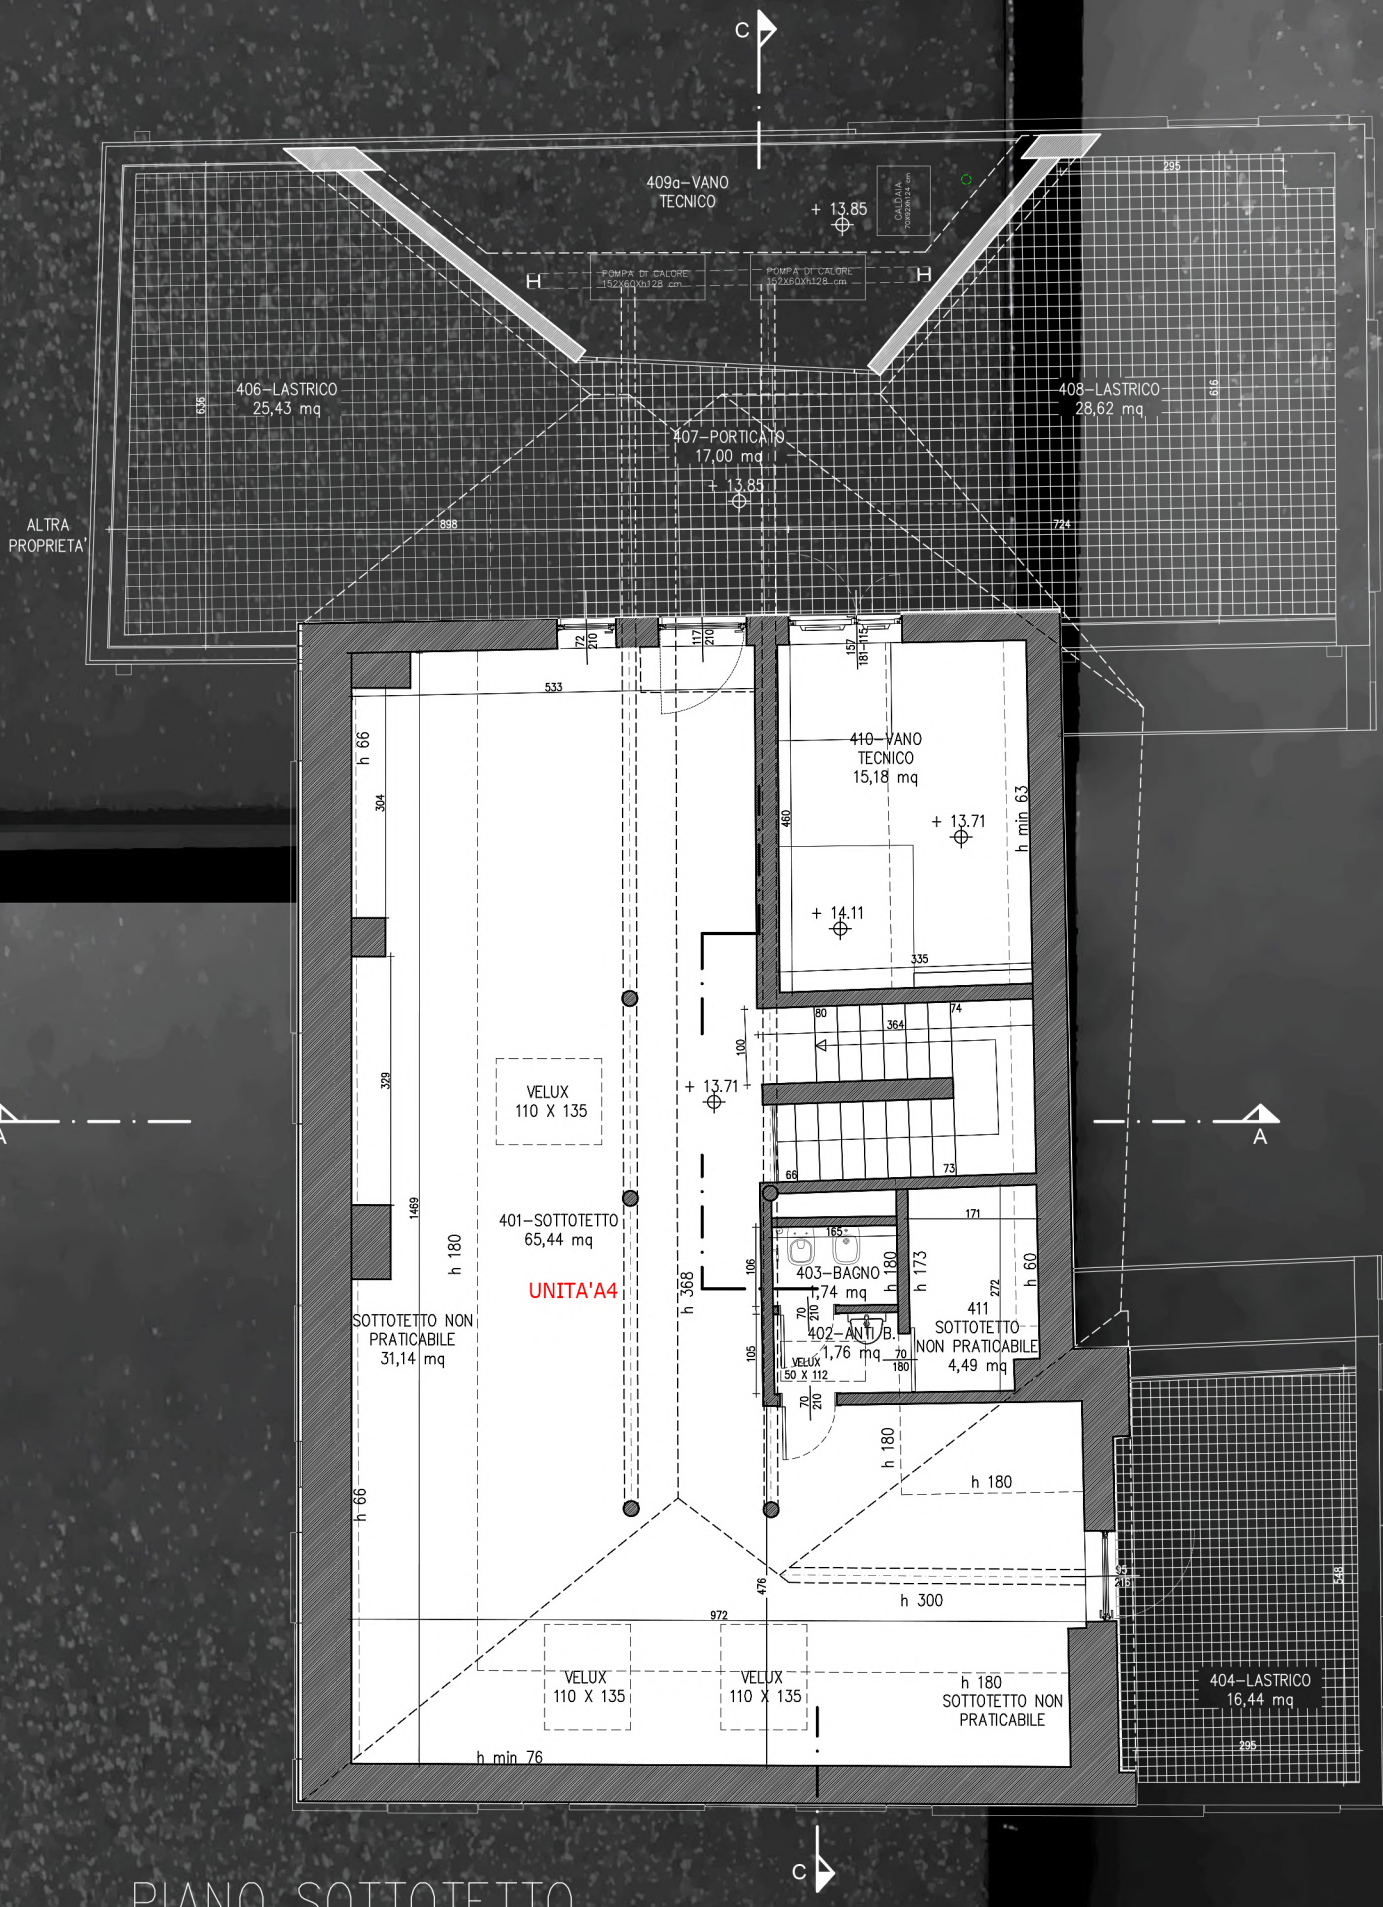 C
409a-VANO
TECNICO
+ 13.85
CALDAIA
70X92Xh124 cm
295
H
POMPA DI CALORE
152X60Xh128 cm
POMPA DI CALORE
152X60Xh128 cm
H
406-LASTRICO
25,43 mq
636
408-LASTRICO
28,62 mq
616
407-PORTICATO
17,00 mq
+ 13.85
ALTRA
PROPRIETA'
898
724
72
210
117
210
157
181-115
533
h 66
304
410-VANO
TECNICO
15,18 mq
460
+ 13.71
h min 63
+ 14.11
335
80
74
364
100
VELUX
110 X 135
329
+ 13.71
A
A
66
73
1469
401-SOTTOTETTO
65,44 mq
h 180
UNITA'A4
h 368
171
165
106
h 180
h 173
272
h 60
403-BAGNO
1,74 mq
70
210
402-ANTI B.
1,76 mq
70
180
105
VELUX
50 X 112
70
210
411
SOTTOTETTO
NON PRATICABILE
4,49 mq
SOTTOTETTO NON
PRATICABILE
31,14 mq
h 66
h 180
h 180
476
95
216
548
h 300
972
VELUX
110 X 135
VELUX
110 X 135
h 180
SOTTOTETTO NON
PRATICABILE
404-LASTRICO
16,44 mq
295
h min 76
C
PIANO SOTTOTETTO